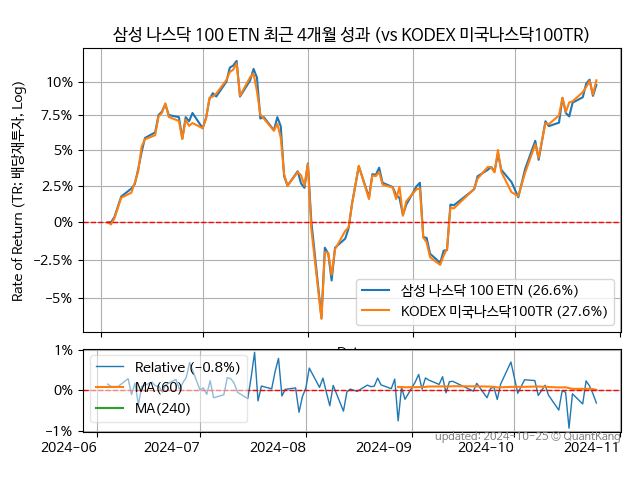 삼성 나스닥 100 ETN 최근 4개월 성과 (vs KODEX 미국나스닥100TR)
Rate of Return (TR: 배당재투자, Log)
10%
7.5%
5%
2.5%
0%
−2.5%
−5%
삼성 나스닥 100 ETN (26.6%)
KODEX 미국나스닥100TR (27.6%)
1%
0%
−1%
Relative (−0.8%)
MA(60)
MA(240)
updated: 2024-10-25 © QuantKang
2024−06
2024−07
2024−08
2024−09
2024−10
2024−11